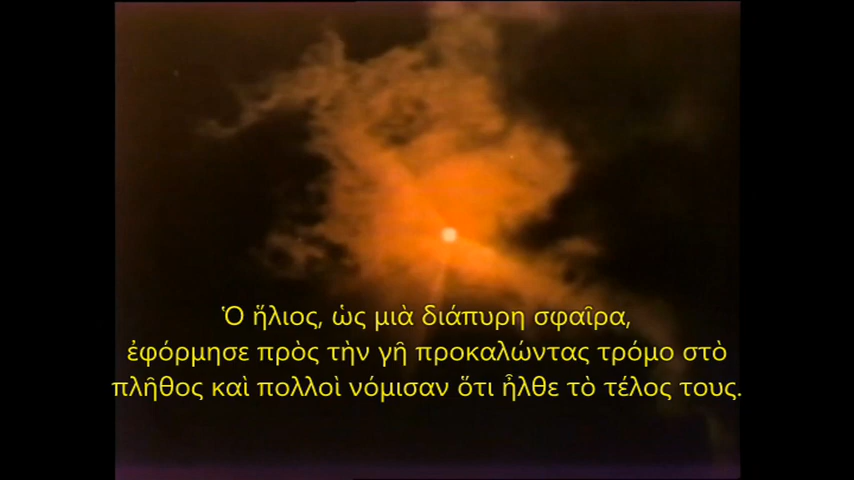 Ὁ ἥλιος, ὡς μιὰ διάπυρη σφαῖρα,
ἐφόρμησε πρὸς τὴν γῆ προκαλώντας τρόμο στὸ
πλῆθος καὶ πολλοὶ νόμισαν ὅτι ἦλθε τὸ τέλος τους.